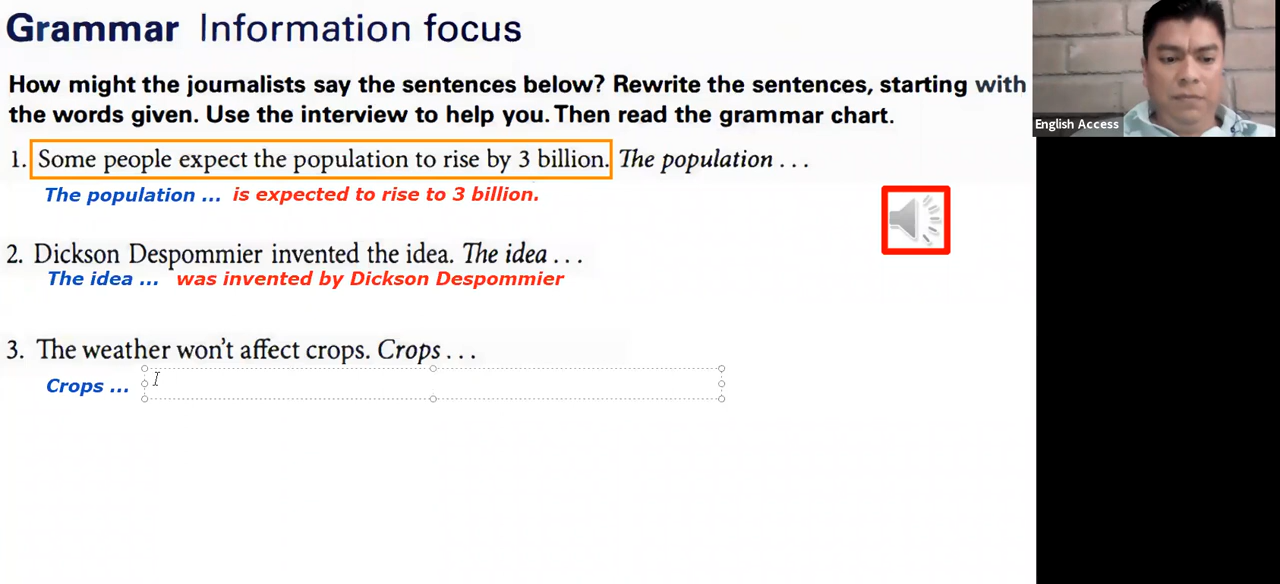 Grammar Information focus
How might the journalists say the sentences below? Rewrite the sentences, starting with
the words given. Use the interview to help you. Then read the grammar chart.
English Access
1. Some people expect the population to rise by 3 billion. The population . . .
The population ... is expected to rise to 3 billion.
2. Dickson Despommier invented the idea. The idea . . .
The idea ... was invented by Dickson Despommier
3. The weather won't affect crops. Crops . . .
Crops ...